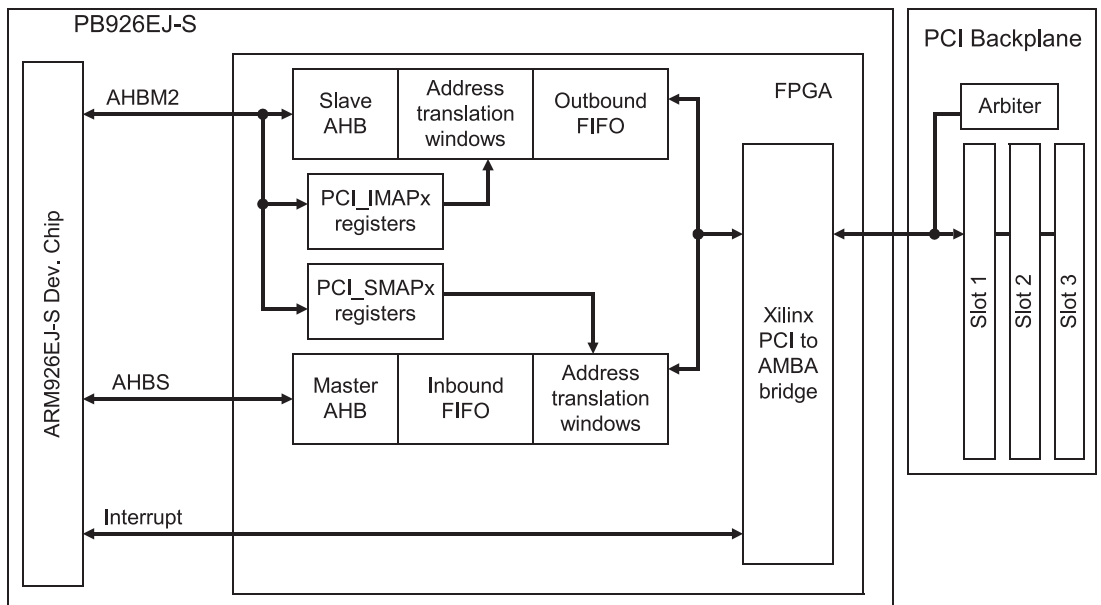 PB926EJ-S
PCI Backplane
ARM926EJ-S Dev. Chip
AHBM2
Slave
AHB
Address
translation
windows
Outbound
FIFO
FPGA
Arbiter
PCI_IMAPx
registers
PCI_SMAPx
registers
Xilinx
PCI to
AMBA
bridge
Slot 1
Slot 2
Slot 3
AHBS
Master
AHB
Inbound
FIFO
Address
translation
windows
Interrupt